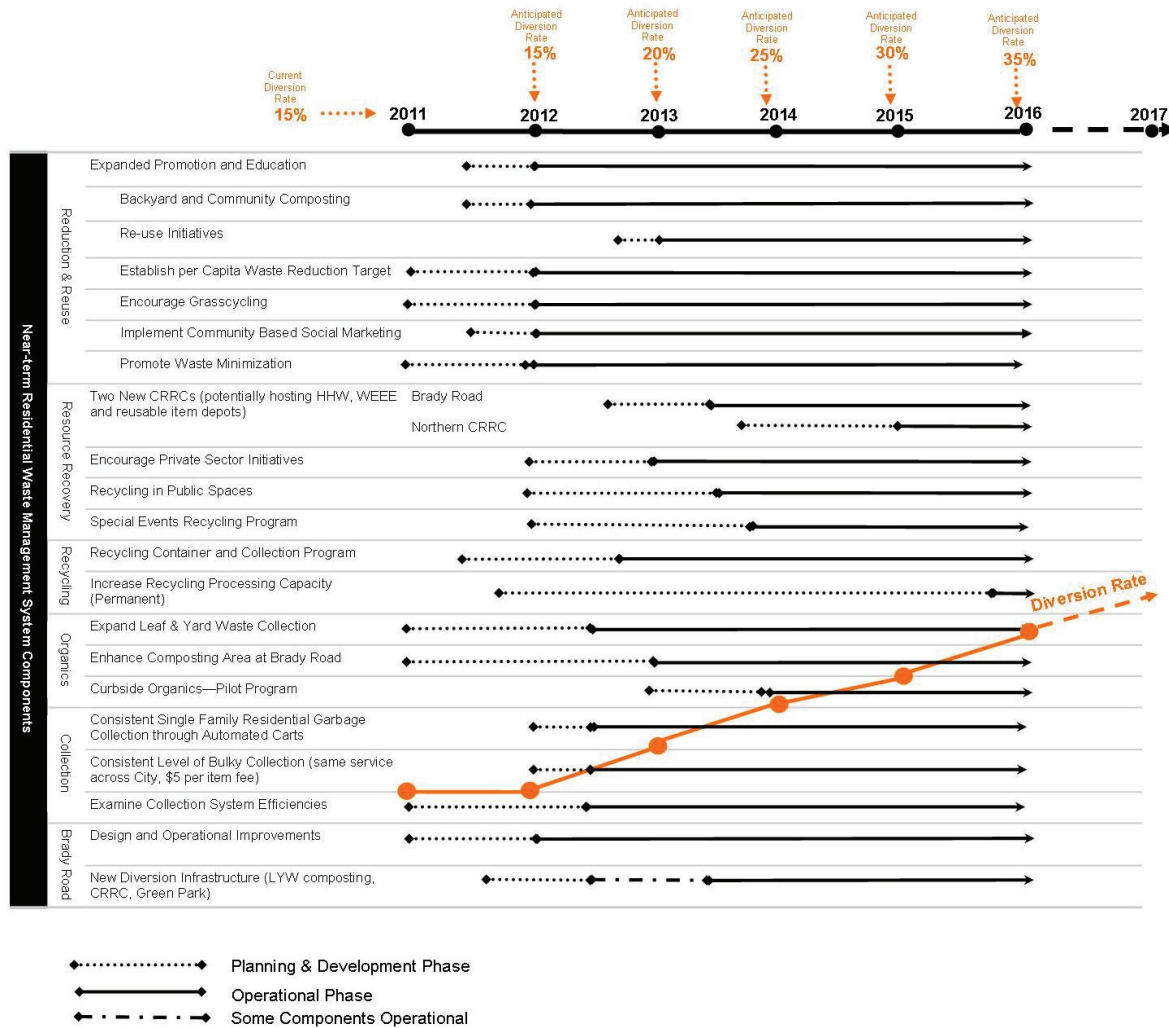 Anticipated
Diversion
Rate
15%
Anticipated
Diversion
Rate
20%
Anticipated
Diversion
Rate
25%
Anticipated
Diversion
Rate
30%
Anticipated
Diversion
Rate
35%
Current
Diversion
Rate
15%
2011
2012
2013
2014
2015
2016
2017
Near-term Residential Waste Management System Components
Reduction & Reuse
Expanded Promotion and Education
Backyard and Community Composting
Re-use Initiatives
Establish per Capita Waste Reduction Target
Encourage Grasscycling
Implement Community Based Social Marketing
Promote Waste Minimization
Resource Recovery
Two New CRRCs (potentially hosting HHW, WEEE
and reusable item depots)
Brady Road
Northern CRRC
Encourage Private Sector Initiatives
Recycling in Public Spaces
Special Events Recycling Program
Recycling
Recycling Container and Collection Program
Increase Recycling Processing Capacity
(Permanent)
Diversion Rate
Organics
Expand Leaf & Yard Waste Collection
Enhance Composting Area at Brady Road
Curbside Organics—Pilot Program
Collection
Consistent Single Family Residential Garbage
Collection through Automated Carts
Consistent Level of Bulky Collection (same service
across City, $5 per item fee)
Examine Collection System Efficiencies
Brady Road
Design and Operational Improvements
New Diversion Infrastructure (LYW composting,
CRRC, Green Park)
Planning & Development Phase
Operational Phase
Some Components Operational